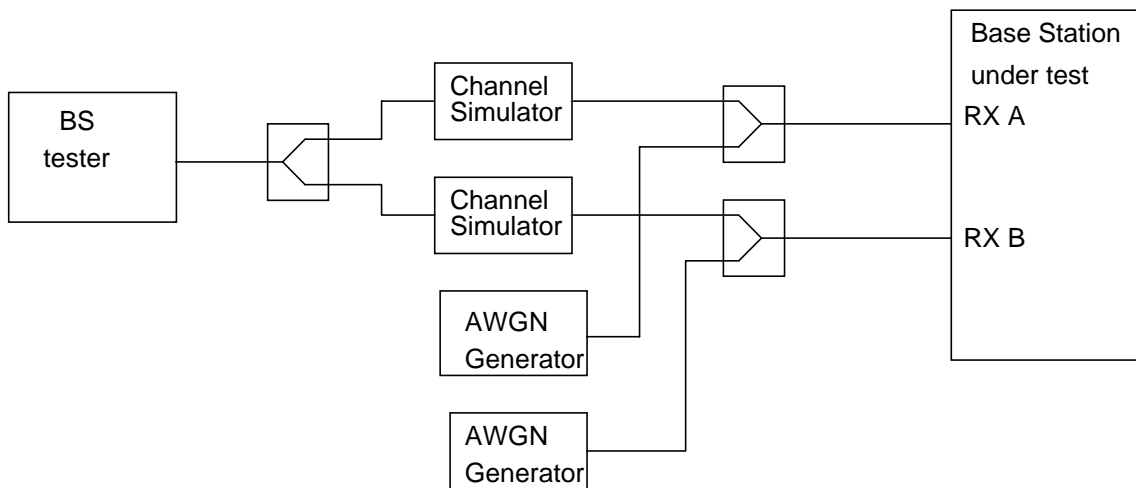 BS
tester
Channel
Simulator
Channel
Simulator
AWGN
Generator
AWGN
Generator
Base Station
under test
RX A
RX B